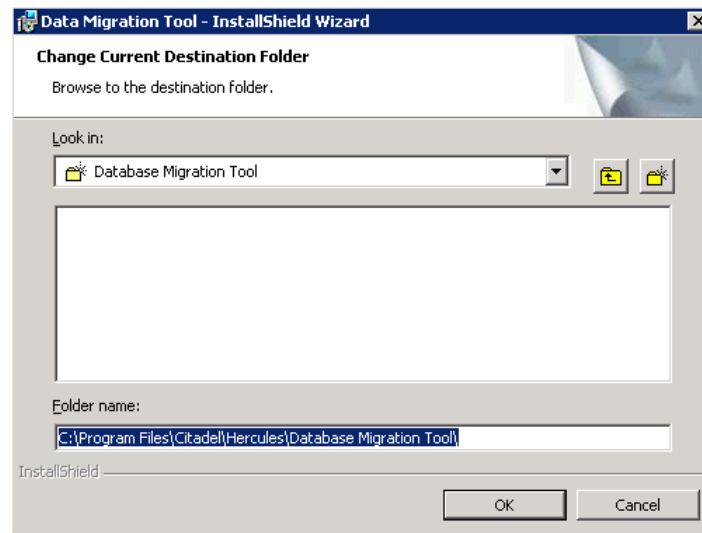 Data Migration Tool - InstallShield Wizard
Change Current Destination Folder
Browse to the destination folder.
Look in:
Database Migration Tool
Folder name:
C:\Program Files\Citadel\Hercules\Database Migration Tool\
InstallShield
OK Cancel